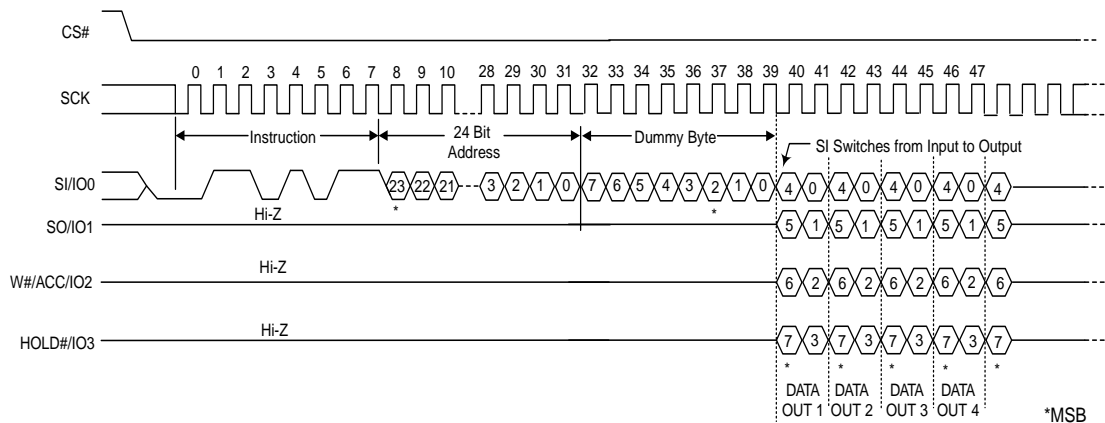 CS#
0 1 2 3 4 5 6 7 8 9 10 28 29 30 31 32 33 34 35 36 37 38 39 40 41 42 43 44 45 46 47
SCK
Instruction
24 Bit
Address
Dummy Byte
SI Switches from Input to Output
SI/IO0
23 22 21 3 2 1 0 7 6 5 4 3 2 1 0 4 0 4 0 4 0 4 0 4
* *
Hi-Z
SO/IO1
5 1 5 1 5 1 5 1 5
Hi-Z
W#/ACC/IO2
6 2 6 2 6 2 6 2 6
Hi-Z
HOLD#/IO3
7 3 7 3 7 3 7 3 7
* * * * *
DATA DATA DATA DATA
OUT 1 OUT 2 OUT 3 OUT 4
*MSB